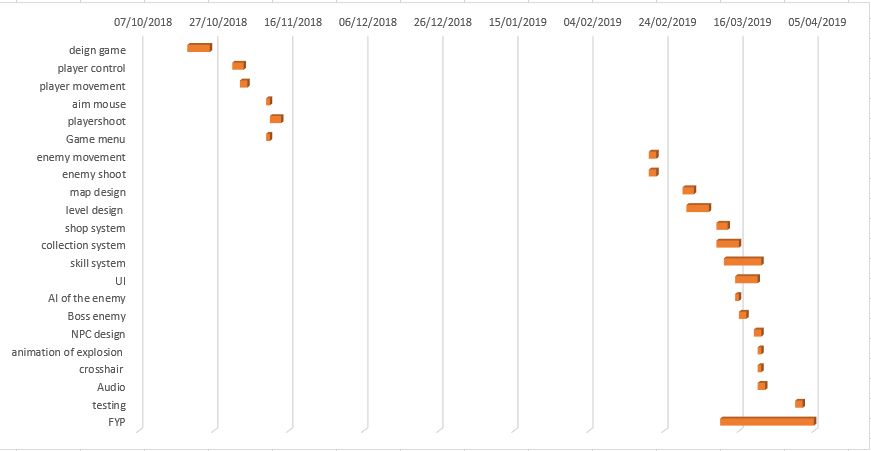 07/10/2018 27/10/2018 16/11/2018 06/12/2018 26/12/2018 15/01/2019 04/02/2019 24/02/2019 16/03/2019 05/04/2019
deign game
player control
player movement
aim mouse
playershoot
Game menu
enemy movement
enemy shoot
map design
level design
shop system
collection system
skill system
UI
AI of the enemy
Boss enemy
NPC design
animation of explosion
crosshair
Audio
testing
FYP